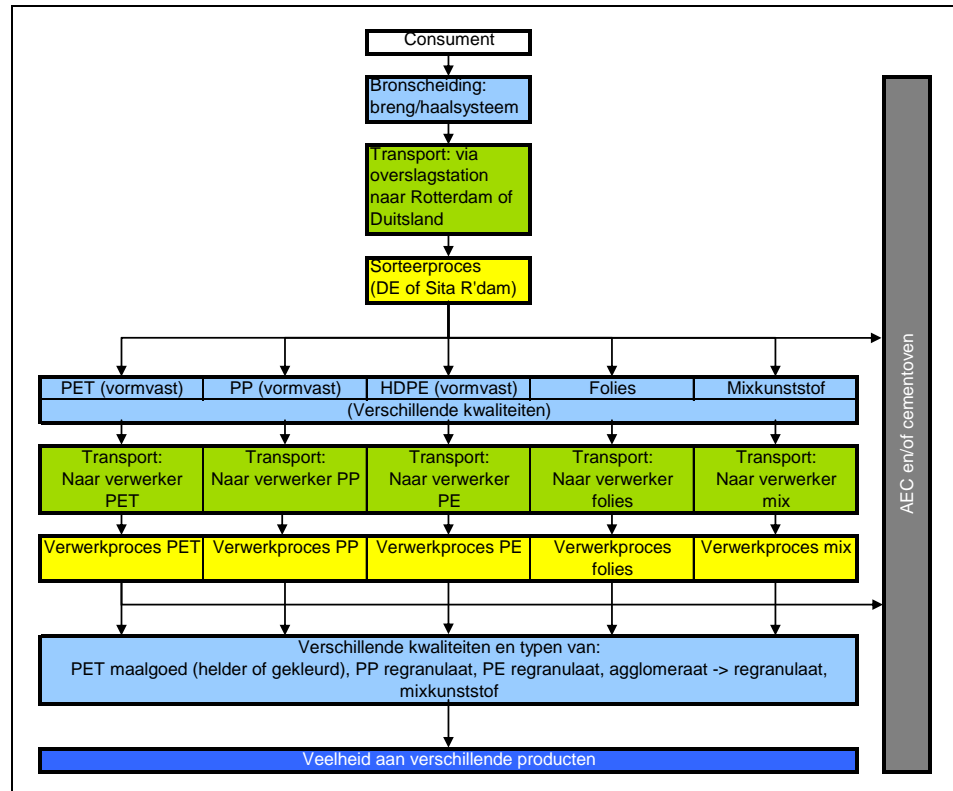 Consument
Bronscheiding:
breng/haalsysteem
Transport: via
overslagstation
naar Rotterdam of
Duitsland
Sorteerproces
(DE of Sita R'dam)
PET (vormvast)
PP (vormvast)
HDPE (vormvast)
Folies
Mixkunststof
(Verschillende kwaliteiten)
Transport:
Naar verwerker
PET
Transport:
Naar verwerker PP
Transport:
Naar verwerker
PE
Transport:
Naar verwerker
folies
Transport:
Naar verwerker
mix
Verwerkproces PET
Verwerkproces PP
Verwerkproces PE
Verwerkproces
folies
Verwerkproces mix
Verschillende kwaliteiten en typen van:
PET maalgoed (helder of gekleurd), PP regranulaat, PE regranulaat, agglomeraat -> regranulaat,
mixkunststof
Veelheid aan verschillende producten
AEC en/of cementoven